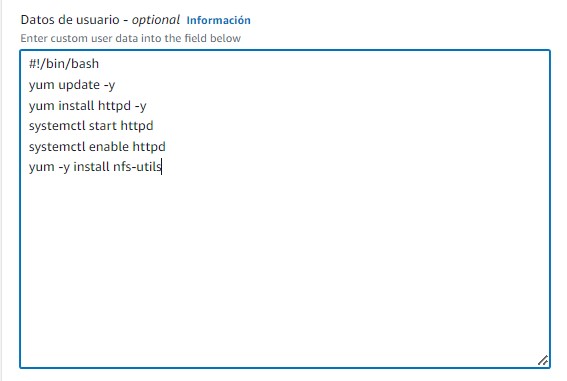 Datos de usuario - optional Información
Enter custom user data into the field below
#!/bin/bash
yum update -y
yum install httpd -y
systemctl start httpd
systemctl enable httpd
yum -y install nfs-utils